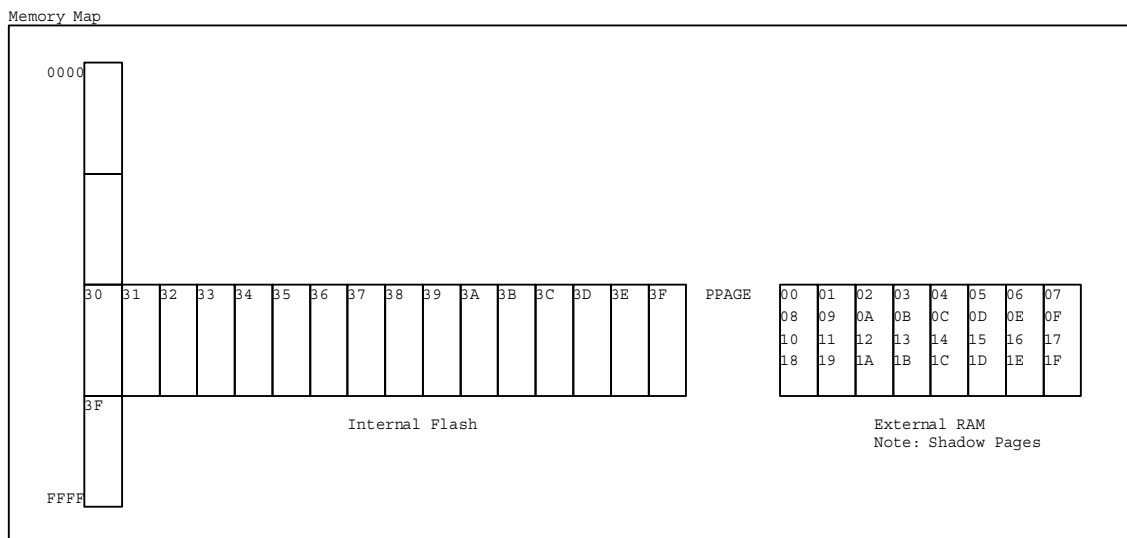 Memory Map
0000
30 31 32 33 34 35 36 37 38 39 3A 3B 3C 3D 3E 3F PPAGE 00 01 02 03 04 05 06 07
08 09 0A 0B 0C 0D 0E 0F
10 11 12 13 14 15 16 17
18 19 1A 1B 1C 1D 1E 1F
3F
Internal Flash External RAM
Note: Shadow Pages
FFFF